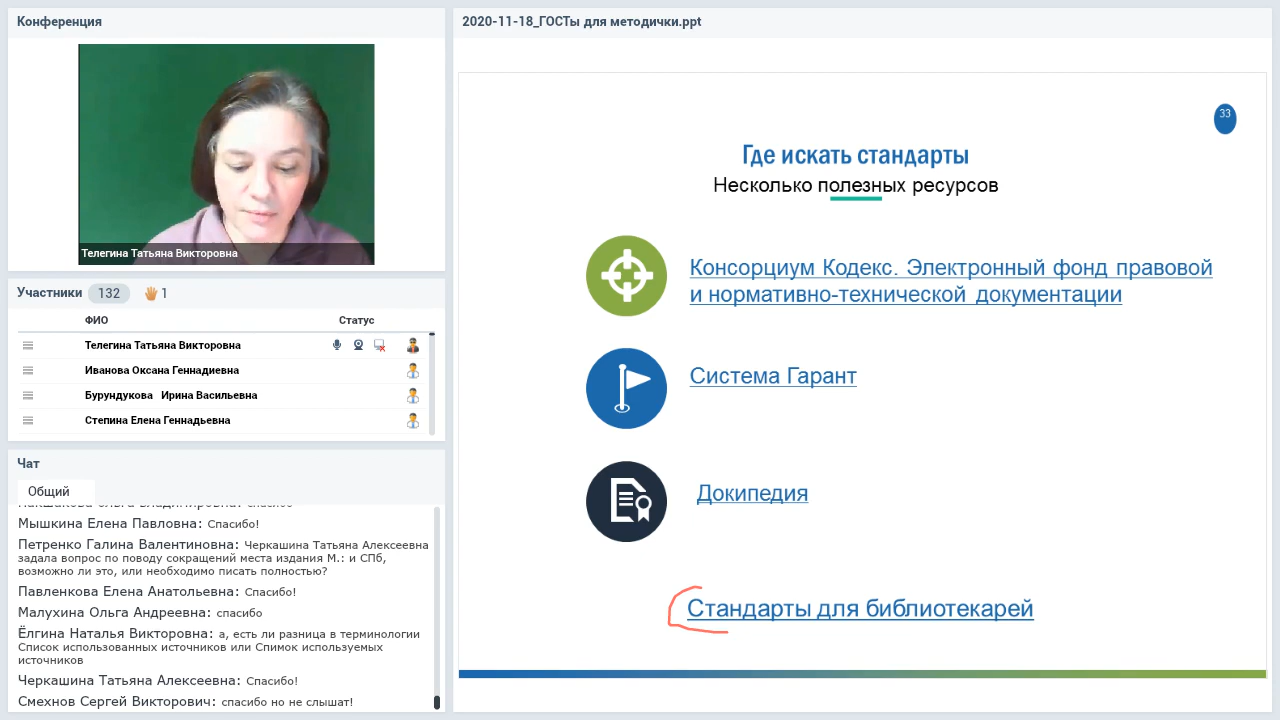 Конференция
Телегина Татьяна Викторовна
Участники 132 1
ФИО Статус
Телегина Татьяна Викторовна
Иванова Оксана Геннадиевна
Бурундукова Ирина Васильевна
Степина Елена Геннадьевна
Чат
Общий
Мышкина Елена Павловна: Спасибо!
Петренко Галина Валентиновна: Черкашина Татьяна Алексеевна
задала вопрос по поводу сокращений места издания М.: и СПб,
возможно ли это, или необходимо писать полностью?
Павленкова Елена Анатольевна: Спасибо!
Малухина Ольга Андреевна: спасибо
Ёлгина Наталья Викторовна: а, есть ли разница в терминологии
Список использованных источников или Спимок используемых
источников
Черкашина Татьяна Алексеевна: Спасибо!
Смехнов Сергей Викторович: спасибо но не слышат!
2020-11-18_ГОСТы для методички.ppt
33
Где искать стандарты
Несколько полезных ресурсов
Консорциум Кодекс. Электронный фонд правовой
и нормативно-технической документации
Система Гарант
Докипедия
Стандарты для библиотекарей